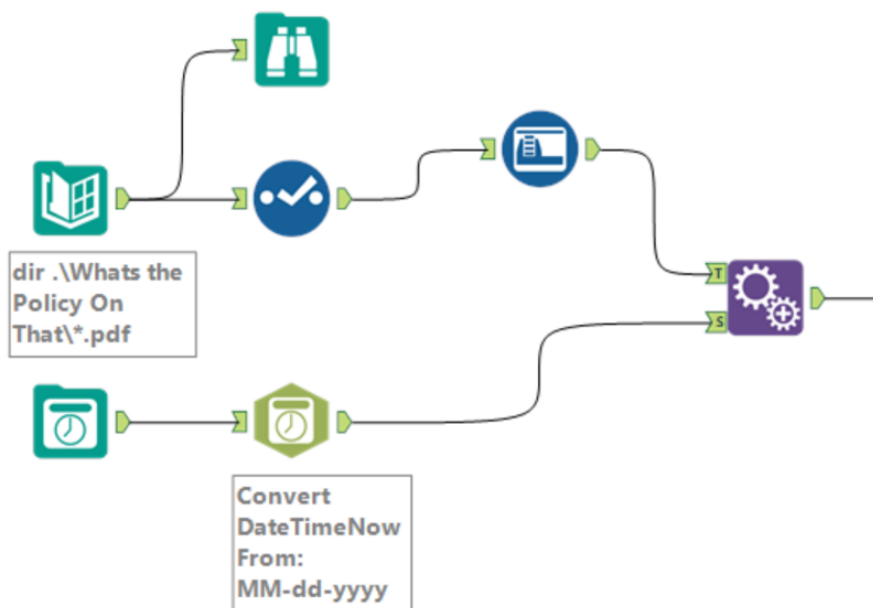 T
S
dir .\Whats the
Policy On
That\*.pdf
Convert
DateTimeNow
From:
MM-dd-yyyy